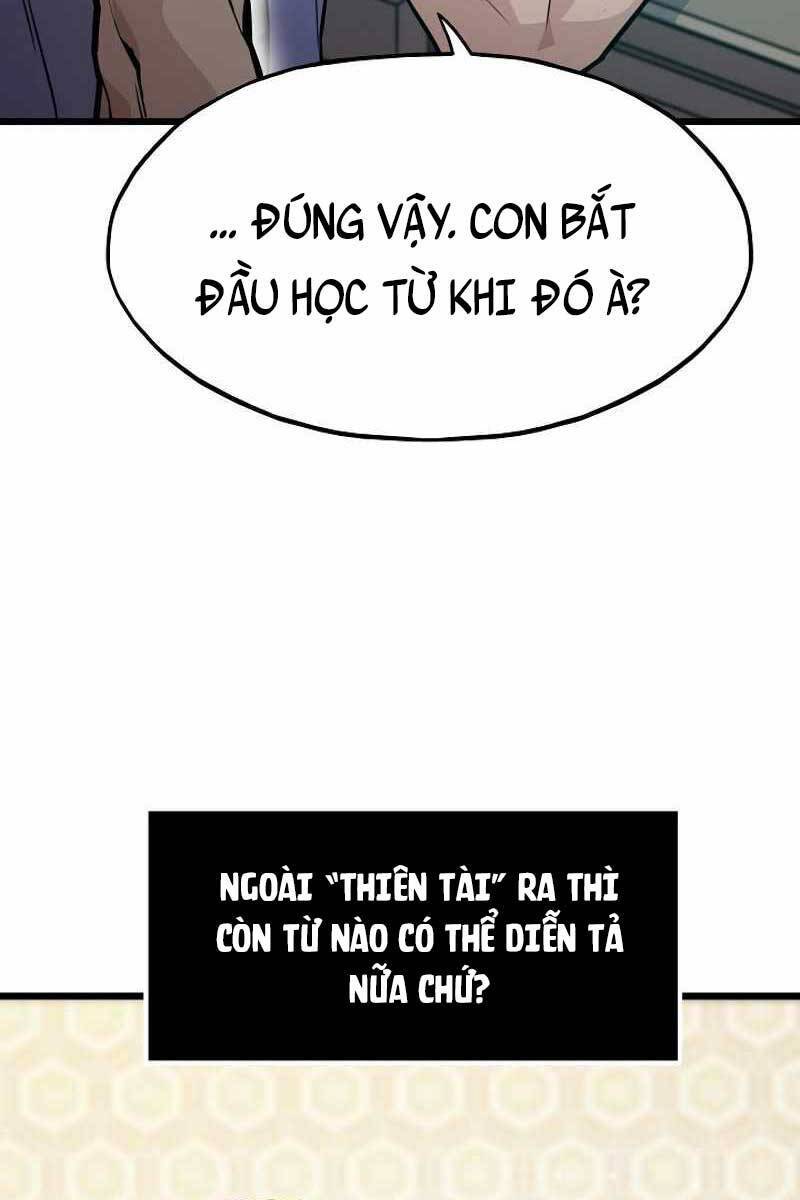 ... ĐÚNG VẬY. CON BẮT
ĐẦU HỌC TỪ KHI ĐÓ À?
NGOÀI "THIÊN TÀI" RA THÌ
CÒN TỪ NÀO CÓ THỂ DIỄN TẢ
NỮA CHỨ?